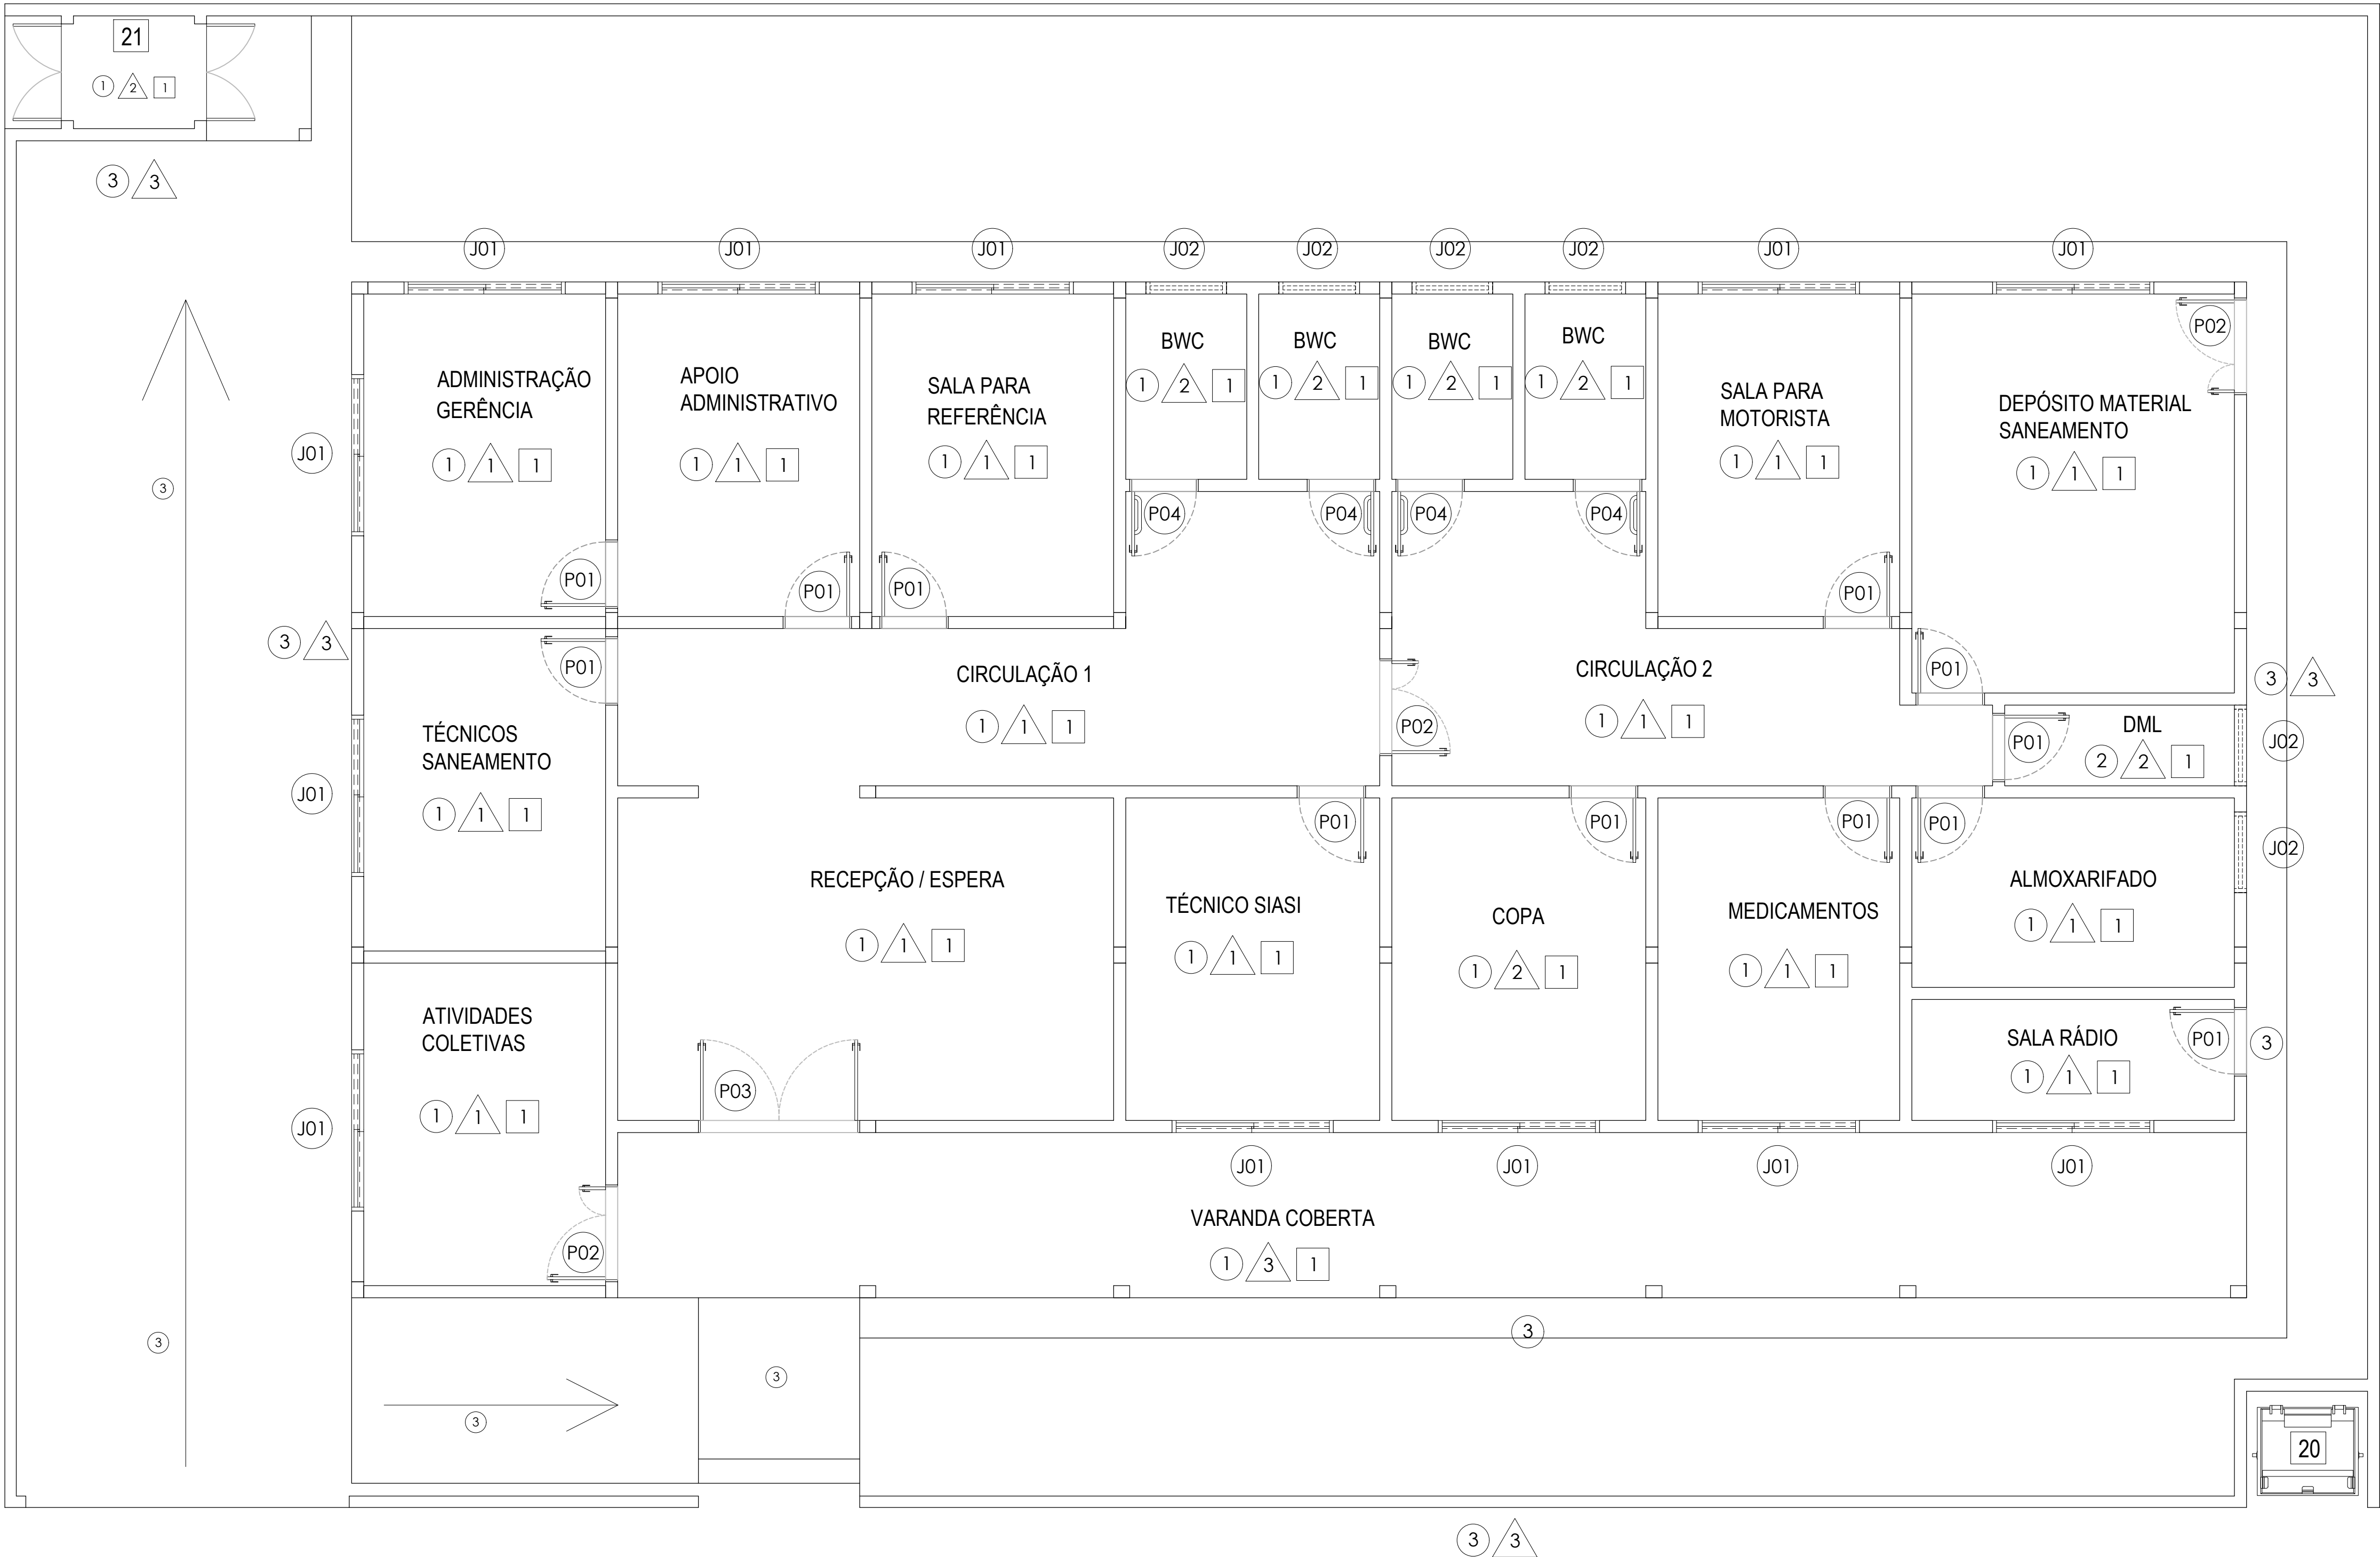 21
1 2 1
3 3
J01 J01 J01 J02 J02 J02 J02 J01 J01
P02
BWC BWC BWC BWC
1 2 1 1 2 1 1 2 1 1 2 1
ADMINISTRAÇÃO
GERÊNCIA
1 1 1
APOIO
ADMINISTRATIVO
1 1 1
SALA PARA
REFERÊNCIA
1 1 1
SALA PARA
MOTORISTA
1 1 1
DEPÓSITO MATERIAL
SANEAMENTO
1 1 1
J01
3
P04 P04 P04 P04
P01 P01 P01 P01
3 3
P01
CIRCULAÇÃO 1
1 1 1
CIRCULAÇÃO 2
1 1 1
P01
3 3
P02
P01
DML
2 2 1
J02
TÉCNICOS
SANEAMENTO
1 1 1
J01
P01 P01 P01 P01
J02
RECEPÇÃO / ESPERA
1 1 1
TÉCNICO SIASI
1 1 1
COPA
1 2 1
MEDICAMENTOS
1 1 1
ALMOXARIFADO
1 1 1
ATIVIDADES
COLETIVAS
1 1 1
J01
P03
SALA RÁDIO
1 1 1
P01
3
J01 J01 J01 J01
VARANDA COBERTA
1 3 1
P02
3
3
3
3
20
3 3